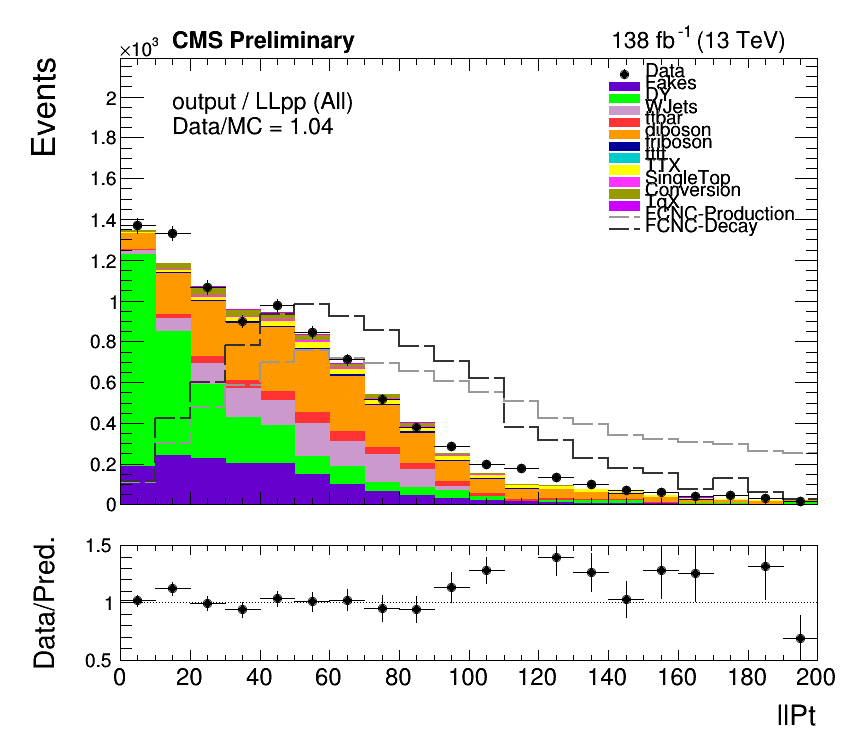 ×10³ CMS Preliminary 138 fb⁻¹ (13 TeV)
Events
output / LLpp (All)
Data/MC = 1.04
Data
Fakes
DY
WJets
ttbar
diboson
triboson
tttt
TTX
SingleTop
Conversion
TqX
FCNC-Production
FCNC-Decay
2
1.8
1.6
1.4
1.2
1
0.8
0.6
0.4
0.2
0
Data/Pred.
1.5
1
0.5
0 20 40 60 80 100 120 140 160 180 200
llPt